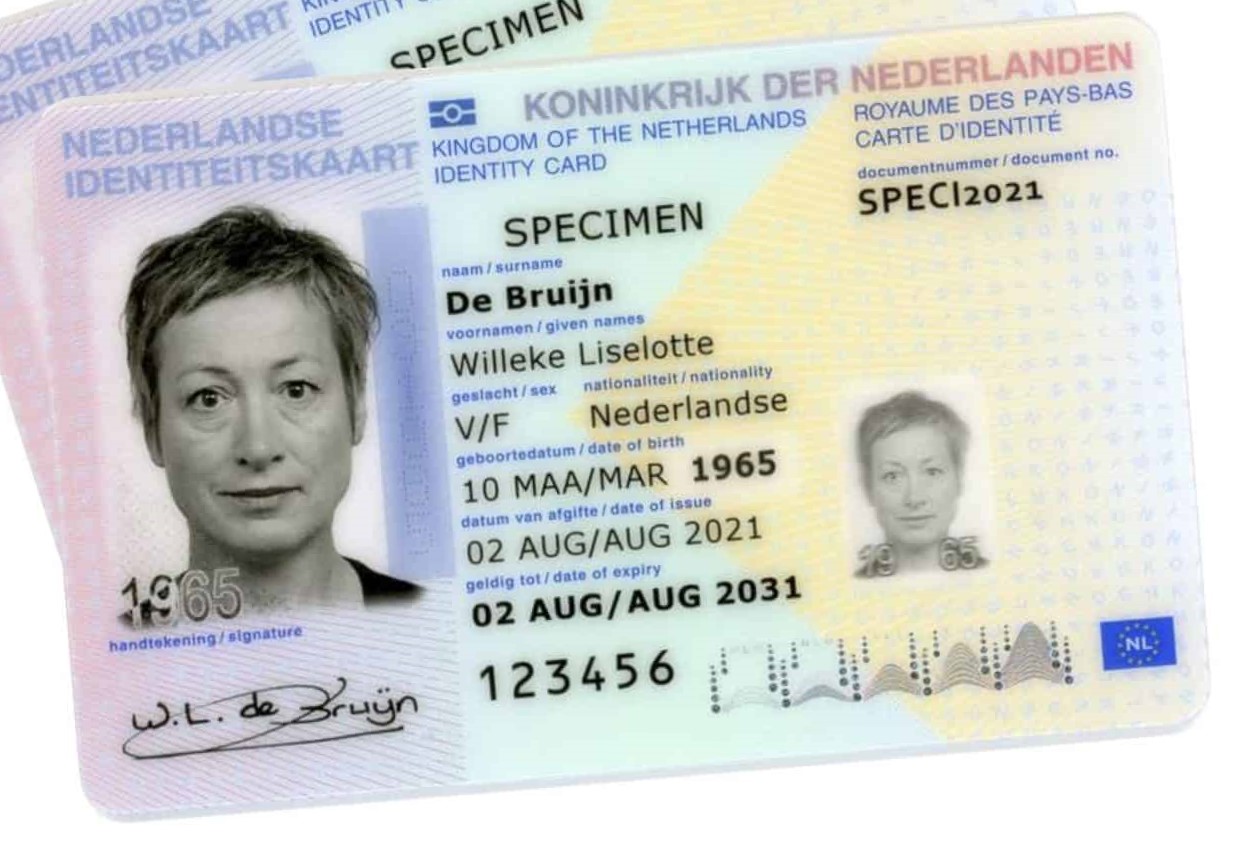 DERLANDSE
ENTITEITSKAART
IDENTITY
SPECIMEN
NEDERLANDSE
IDENTITEITSKAART
KONINKRIJK DER NEDERLANDEN
KINGDOM OF THE NETHERLANDS
IDENTITY CARD
ROYAUME DES PAYS-BAS
CARTE D'IDENTITÉ
documentnummer / document no.
SPECI2021
SPECIMEN
naam / surname
De Bruijn
voornamen / given names
Willeke Liselotte
geslacht / sex nationaliteit / nationality
V/F Nederlandse
geboortedatum / date of birth
10 MAA/MAR 1965
datum van afgifte / date of issue
02 AUG/AUG 2021
geldig tot / date of expiry
02 AUG/AUG 2031
123456
1965
handtekening / signature
W.L. de Bruijn
19 65
NL